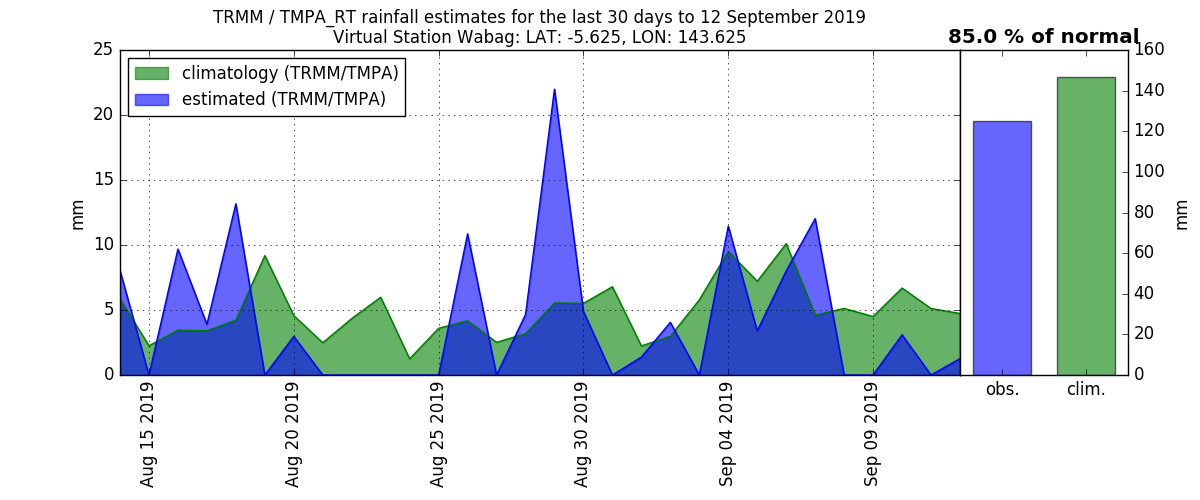 TRMM / TMPA_RT rainfall estimates for the last 30 days to 12 September 2019
Virtual Station Wabag: LAT: -5.625, LON: 143.625
85.0 % of normal
climatology (TRMM/TMPA)
estimated (TRMM/TMPA)
mm
25
20
15
10
5
0
Aug 15 2019
Aug 20 2019
Aug 25 2019
Aug 30 2019
Sep 04 2019
Sep 09 2019
obs.
clim.
160
140
120
100
80
60
40
20
0
mm